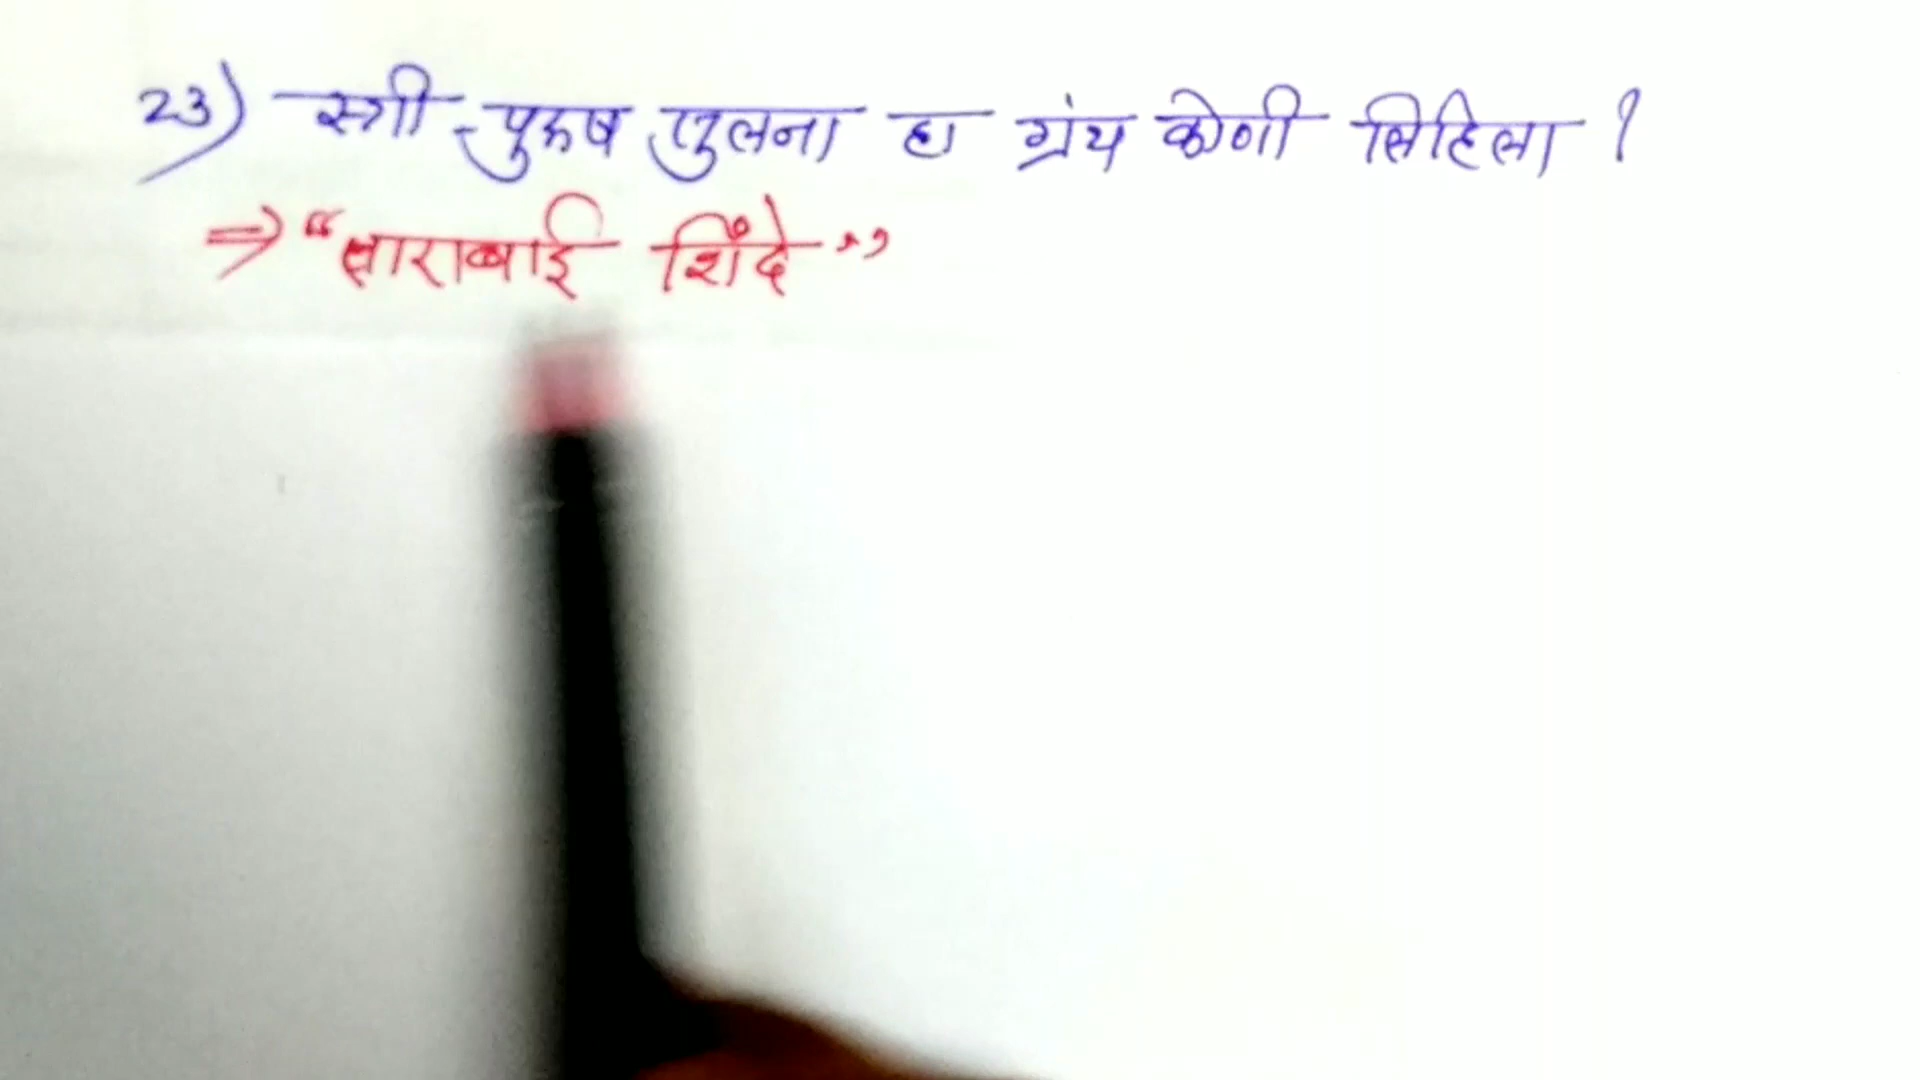 23) स्त्री पुरुष तुलना हा ग्रंथ कोणी लिहिला ?
⇒ “ताराबाई शिंदे”